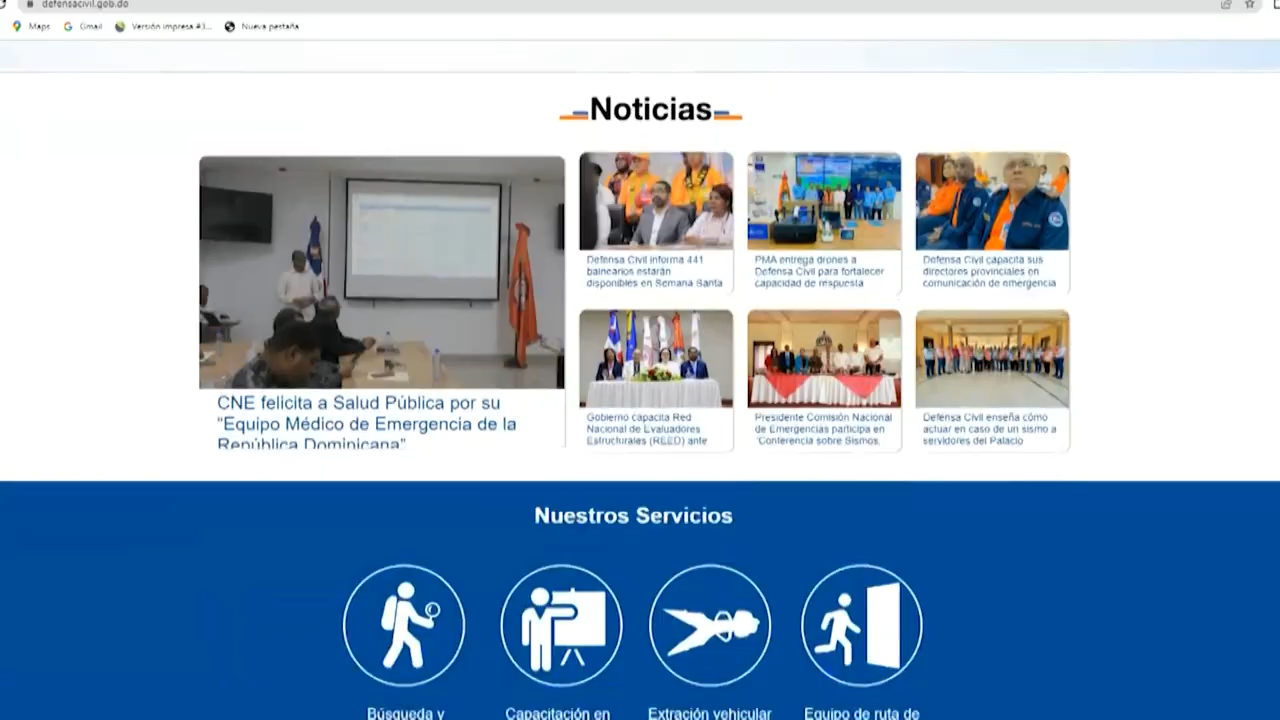 defensacivil.gob.do
Maps
Gmail
Versión impresa #J...
Nueva pestaña
Noticias
CNE felicita a Salud Pública por su
“Equipo Médico de Emergencia de la
República Dominicana”
Defensa Civil informa 441
balnearios estarán
disponibles en Semana Santa
PMA entrega drones a
Defensa Civil para fortalecer
capacidad de respuesta
Defensa Civil capacita sus
directores provinciales en
comunicación de emergencia
Gobierno capacita Red
Nacional de Evaluadores
Estructurales (REED) ante
Presidente Comisión Nacional
de Emergencias participa en
“Conferencia sobre Sismos,
Defensa Civil enseña cómo
actuar en caso de un sismo a
servidores del Palacio
Nuestros Servicios
Búsqueda y
Capacitación en
Extración vehicular
Equipo de ruta de